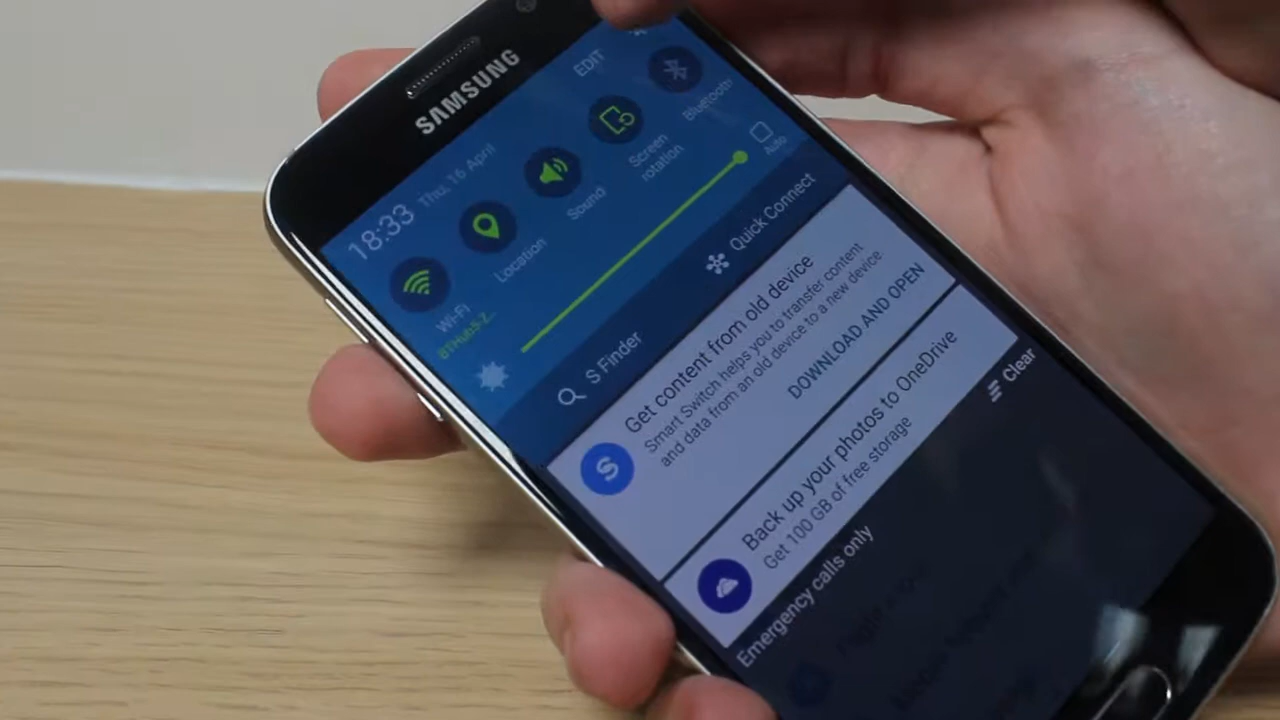 SAMSUNG
EDIT
18:33 Thu, 16 April
Wi-Fi
Location
Sound
Screen
rotation
Bluetooth
Auto
S Finder
Quick Connect
Get content from old device
Smart Switch helps you to transfer content
and data from an old device to a new device
DOWNLOAD AND OPEN
Back up your photos to OneDrive
Get 100 GB of free storage
Clear
Emergency calls only